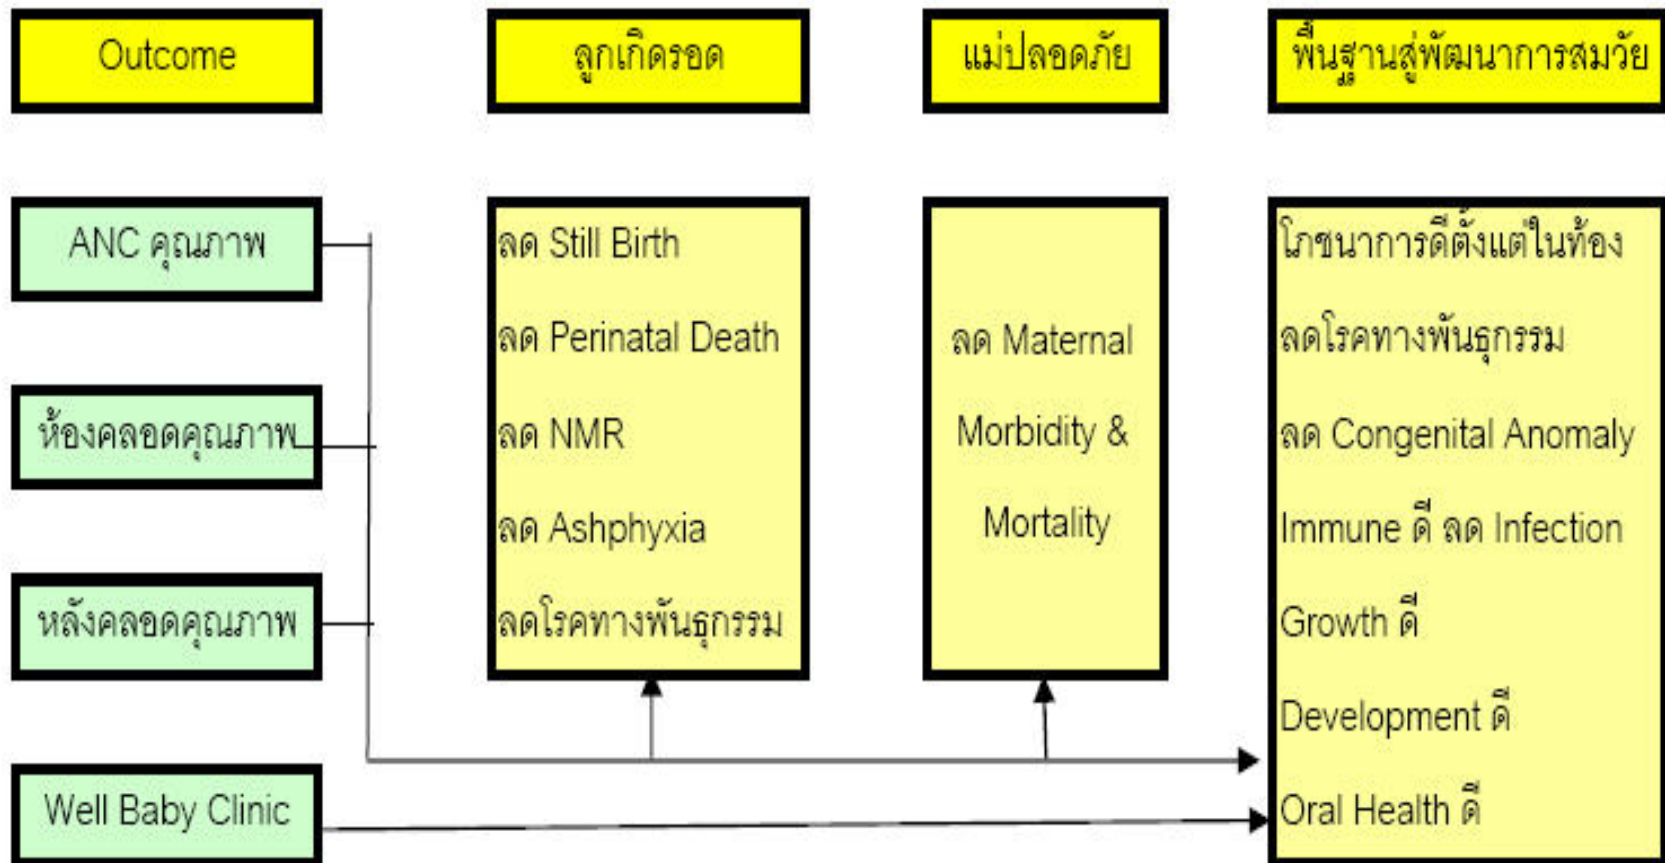 Outcome
ลูกเกิดรอด
แม่ปลอดภัย
พื้นฐานสู่พัฒนาการสมวัย
ANC คุณภาพ
ห้องคลอดคุณภาพ
หลังคลอดคุณภาพ
Well Baby Clinic
ลด Still Birth
ลด Perinatal Death
ลด NMR
ลด Ashphyxia
ลดโรคทางพันธุกรรม
ลด Maternal
Morbidity &
Mortality
โภชนาการดีตั้งแต่ในท้อง
ลดโรคทางพันธุกรรม
ลด Congenital Anomaly
Immune ดี ลด Infection
Growth ดี
Development ดี
Oral Health ดี